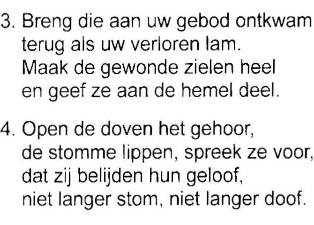 3. Breng die aan uw gebod ontkwam
terug als uw verloren lam.
Maak de gewonde zielen heel
en geef ze aan de hemel deel.
4. Open de doven het gehoor,
de stomme lippen, spreek ze voor,
dat zij belijden hun geloof,
niet langer stom, niet langer doof.